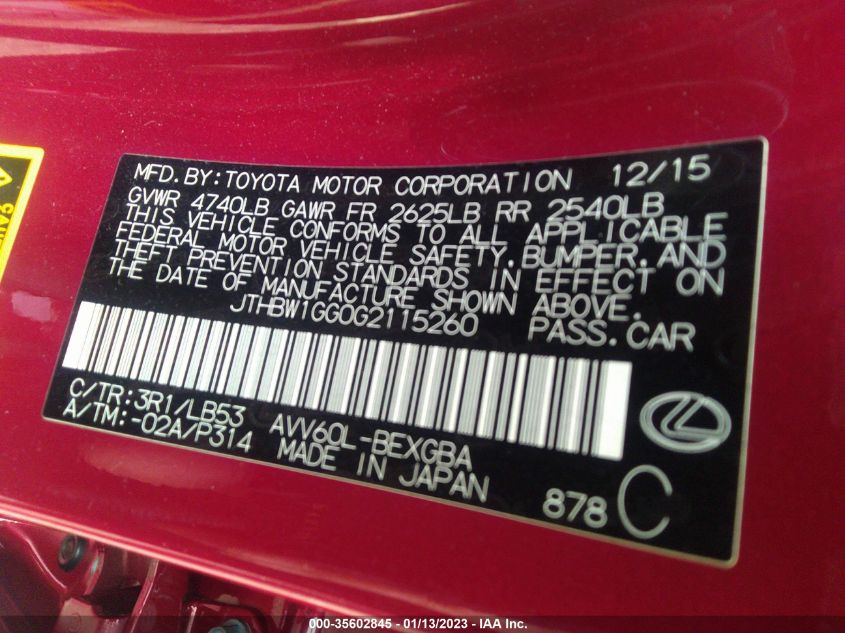 MFD.BY:TOYOTA MOTOR CORPORATION 12/15
GVWR 4740LB GAWR FR 2625LB RR 2540LB
THIS VEHICLE CONFORMS TO ALL APPLICABLE
FEDERAL MOTOR VEHICLE SAFETY,BUMPER,AND
THEFT PREVENTION STANDARDS IN EFFECT ON
THE DATE OF MANUFACTURE SHOWN ABOVE.
JTHBW1GG0G2115260 PASS.CAR
C/TR:3R1/LB53 AVV60L-BEXGBA
A/TM:-02A/P314 MADE IN JAPAN
878 C
000-35602845 - 01/13/2023 - IAA Inc.